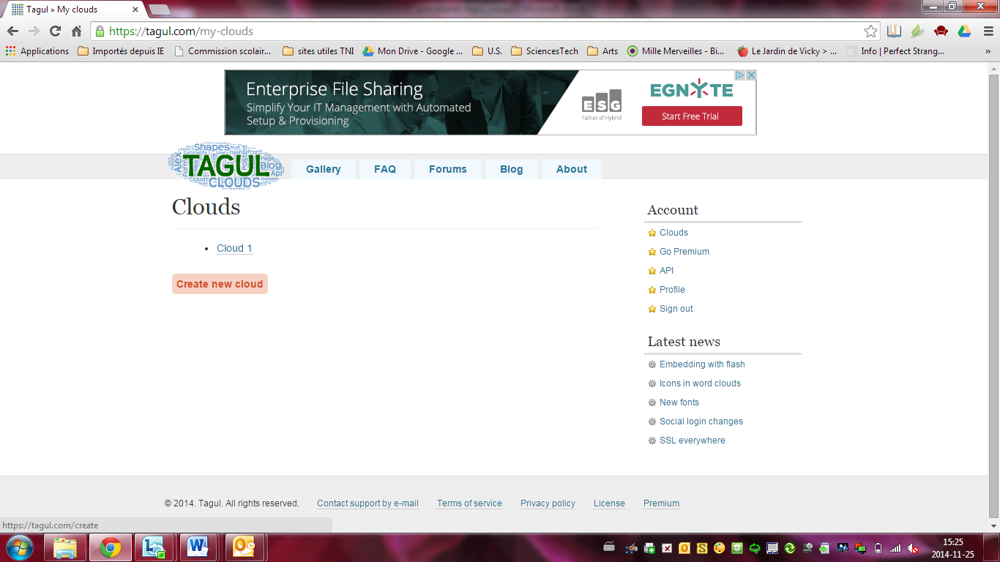 Tagul » My clouds
https://tagul.com/my-clouds
Applications Importés depuis IE Commission scolair... sites utiles TNI Mon Drive - Google ... U.S. SciencesTech Arts Mille Merveilles - Bi... Le Jardin de Vicky > ... Info | Perfect Strang... »
Enterprise File Sharing
Simplify Your IT Management with Automated
Setup & Provisioning
ESG
Father of Hybrid
EGNYTE
Start Free Trial
Shapes
Alex
TAGUL
Blog
Api
CLOUDS
Gallery FAQ Forums Blog About
Clouds
• Cloud 1
Create new cloud
Account
Clouds
Go Premium
API
Profile
Sign out
Latest news
Embedding with flash
Icons in word clouds
New fonts
Social login changes
SSL everywhere
© 2014. Tagul. All rights reserved. Contact support by e-mail Terms of service Privacy policy License Premium
https://tagul.com/create
15:25
2014-11-25